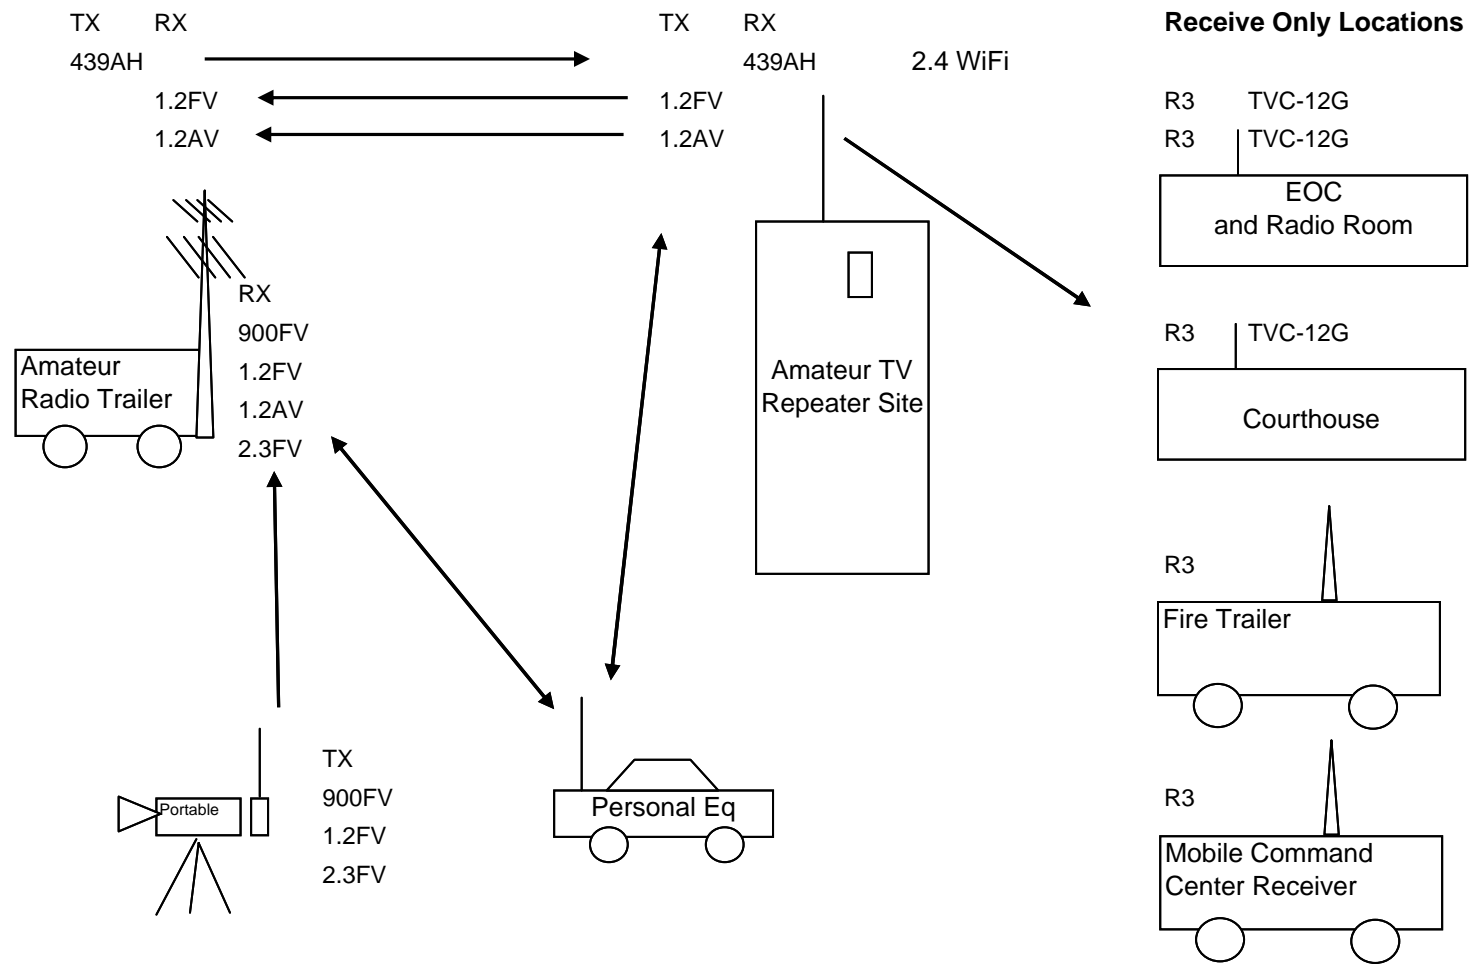 TX RX
439AH
1.2FV
1.2AV
TX RX
439AH 2.4 WiFi
1.2FV
1.2AV
Receive Only Locations
R3 TVC-12G
R3 TVC-12G
EOC
and Radio Room
R3 TVC-12G
Courthouse
R3
Fire Trailer
R3
Mobile Command
Center Receiver
RX
900FV
1.2FV
1.2AV
2.3FV
Amateur
Radio Trailer
Amateur TV
Repeater Site
Portable
TX
900FV
1.2FV
2.3FV
Personal Eq